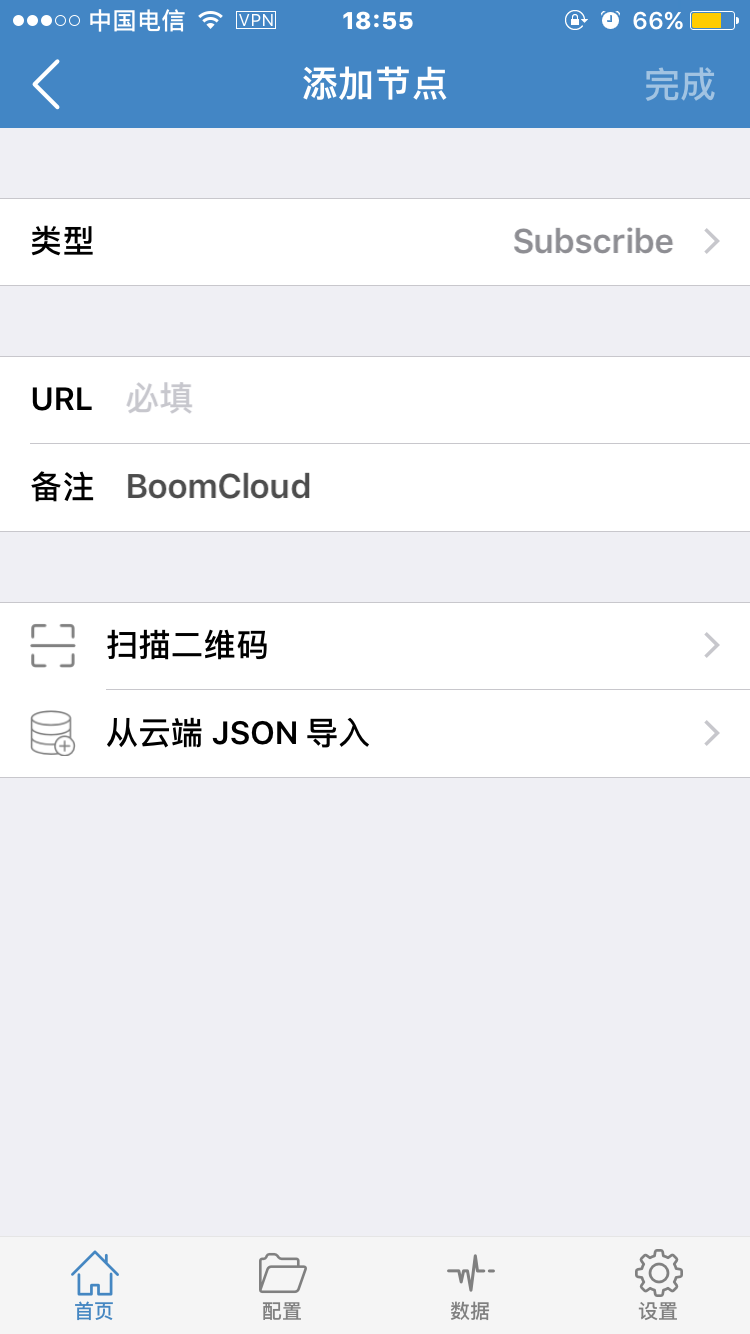 中国电信 VPN 18:55 66%
添加节点 完成
类型 Subscribe
URL 必填
备注 BoomCloud
扫描二维码
从云端 JSON 导入
首页 配置 数据 设置